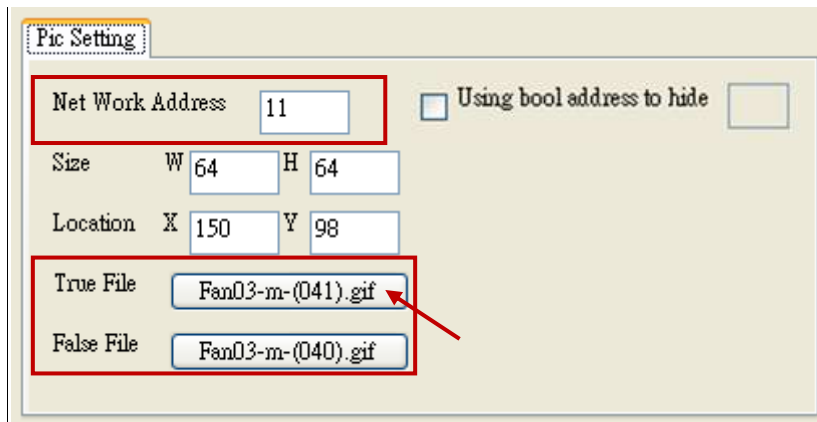 Pic Setting
Net Work Address 11 Using bool address to hide
Size W 64 H 64
Location X 150 Y 98
True File Fan03-m-(041).gif
False File Fan03-m-(040).gif